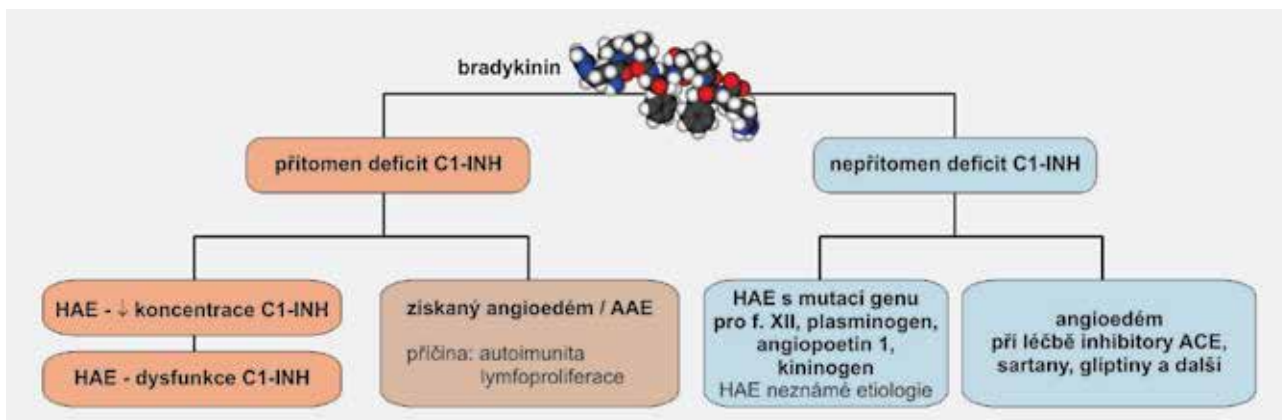 bradykinin
přítomen deficit C1-INH
nepřítomen deficit C1-INH
HAE - ↓ koncentrace C1-INH
HAE - dysfunkce C1-INH
získaný angioedém / AAE
příčina: autoimunita
lymfoproliferace
HAE s mutací genu
pro f. XII, plasminogen,
angiopoetin 1,
kininogen
HAE neznámé etiologie
angioedém
při léčbě inhibitory ACE,
sartany, gliptiny a další